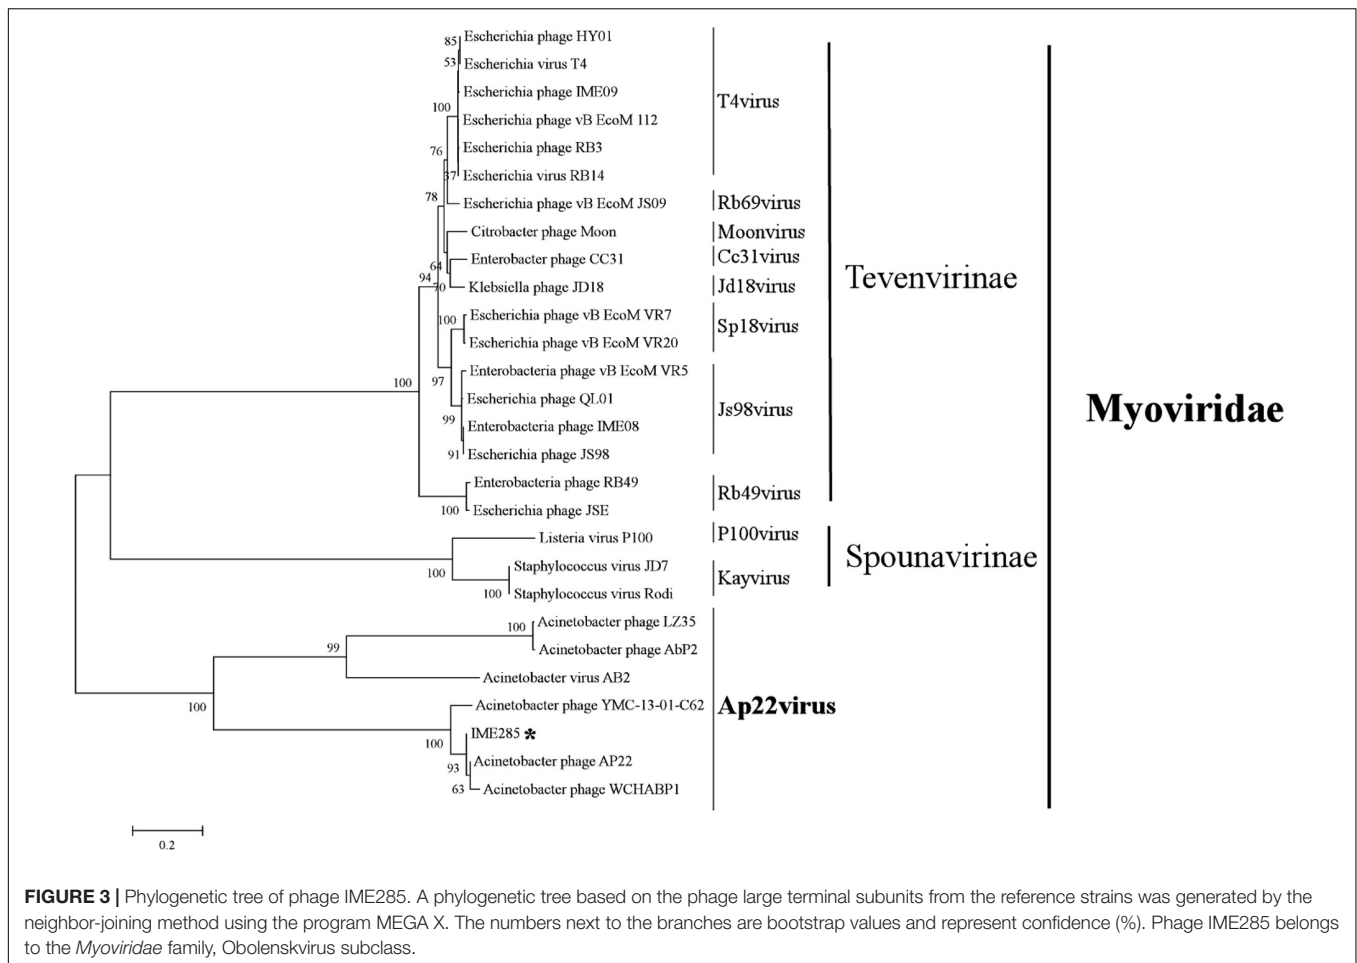 85
Escherichia phage HY01
53
Escherichia virus T4
Escherichia phage IME09
100
Escherichia phage vB EcoM 112
Escherichia phage RB3
76
37
Escherichia virus RB14
78
Escherichia phage vB EcoM JS09
Citrobacter phage Moon
Enterobacter phage CC31
64
94
70
Klebsiella phage JD18
100
Escherichia phage vB EcoM VR7
Escherichia phage vB EcoM VR20
Enterobacteria phage vB EcoM VR5
97
100
Escherichia phage QL01
99
Enterobacteria phage IME08
91
Escherichia phage JS98
Enterobacteria phage RB49
100
Escherichia phage JSE
Listeria virus P100
100
Staphylococcus virus JD7
100
Staphylococcus virus Rodi
100
Acinetobacter phage LZ35
99
Acinetobacter phage AbP2
Acinetobacter virus AB2
100
Acinetobacter phage YMC-13-01-C62
100
IME285 *
93
Acinetobacter phage AP22
63
Acinetobacter phage WCHABP1
T4virus
Rb69virus
Moonvirus
Cc31virus
Jd18virus
Sp18virus
Js98virus
Rb49virus
P100virus
Kayvirus
Ap22virus
Tevenvirinae
Spounavirinae
Myoviridae
0.2
FIGURE 3 | Phylogenetic tree of phage IME285. A phylogenetic tree based on the phage large terminal subunits from the reference strains was generated by the
neighbor-joining method using the program MEGA X. The numbers next to the branches are bootstrap values and represent confidence (%). Phage IME285 belongs
to the Myoviridae family, Obolenskvirus subclass.